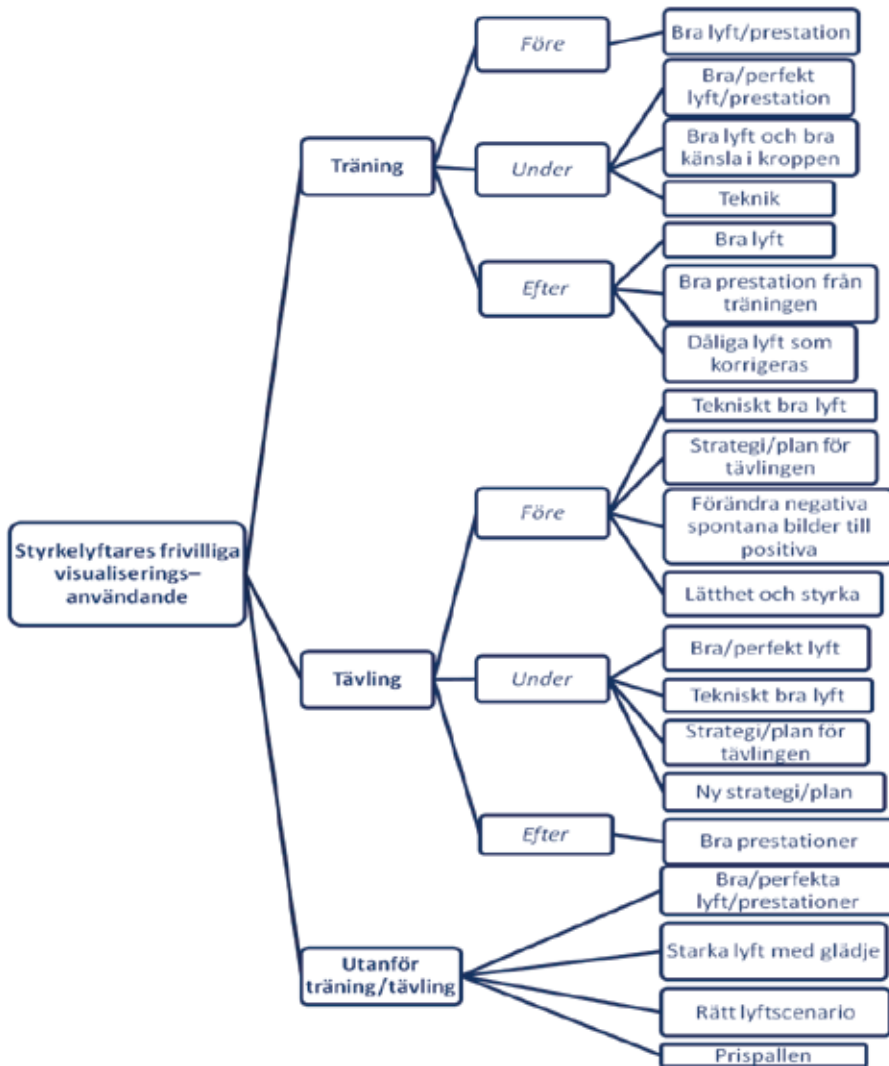 Före
Bra lyft/prestation
Träning
Under
Bra/perfekt
lyft/prestation
Bra lyft och bra
känsla i kroppen
Teknik
Efter
Bra lyft
Bra prestation från
träningen
Dåliga lyft som
korrigeras
Styrkelyftares frivilliga
visualiserings–
användande
Tävling
Före
Tekniskt bra lyft
Strategi/plan för
tävlingen
Förändra negativa
spontana bilder till
positiva
Lätthet och styrka
Under
Bra/perfekt lyft
Tekniskt bra lyft
Strategi/plan för
tävlingen
Ny strategi/plan
Efter
Bra prestationer
Utanför
träning/tävling
Bra/perfekta
lyft/prestationer
Starka lyft med glädje
Rätt lyftscenario
Prispallen